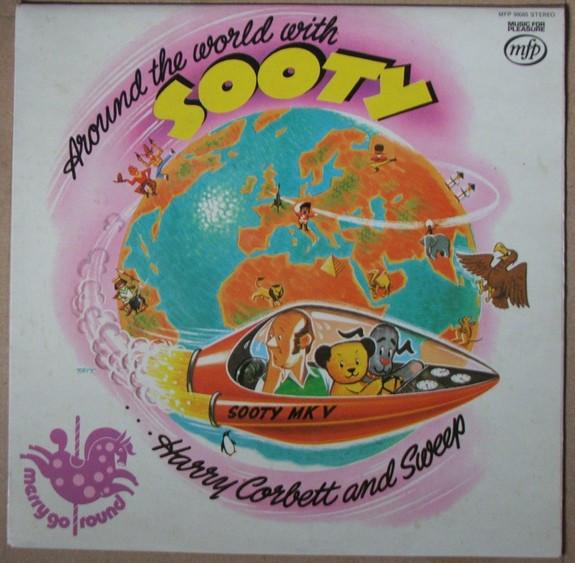 MFP 50085 STEREO
MUSIC FOR
PLEASURE
mfp
Around the world with
SOOTY
SOOTY MK V
....Harry Corbett and Sweep
merry go round